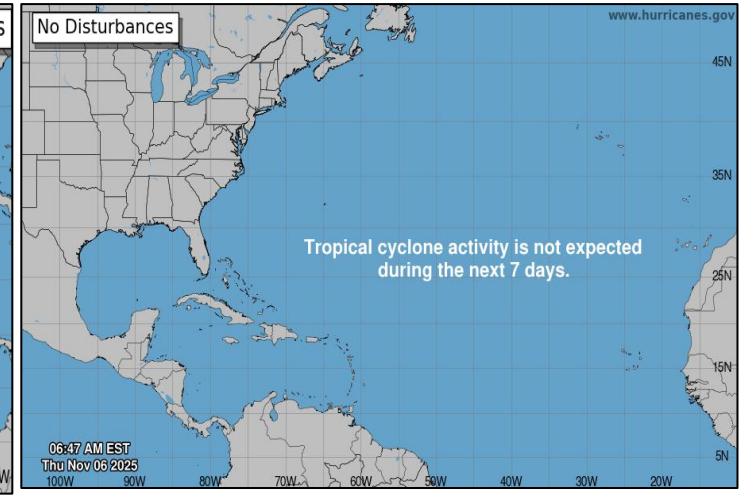 S
No Disturbances
www.hurricanes.gov
45N
35N
Tropical cyclone activity is not expected
during the next 7 days.
25N
15N
5N
06:47 AM EST
Thu Nov 06 2025
W
100W 90W 80W 70W 60W 50W 40W 30W 20W